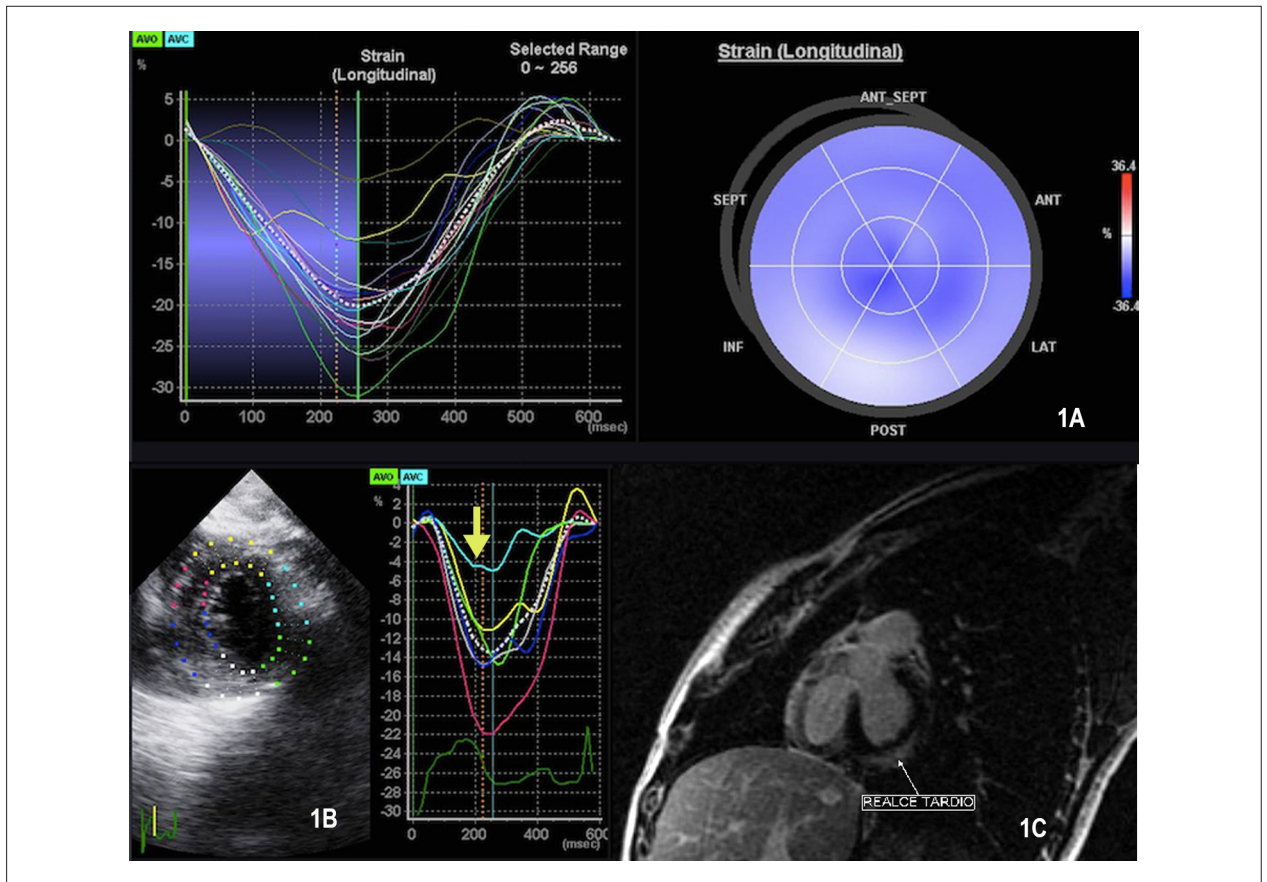 AVO AVC
%
Strain
(Longitudinal)
Selected Range
0 ~ 256
5
0
-5
-10
-15
-20
-25
-30
0 100 200 300 400 500 600
(msec)
Strain (Longitudinal)
ANT_SEPT
SEPT
ANT
INF
LAT
POST
36.4
%
-36.4
1A
AVO AVC
%
4
0
-2
-4
-6
-8
-10
-12
-14
-16
-18
-20
-22
-24
-26
-28
-30
0 200 400 600
(msec)
1B
REALCE TARDIO
1C